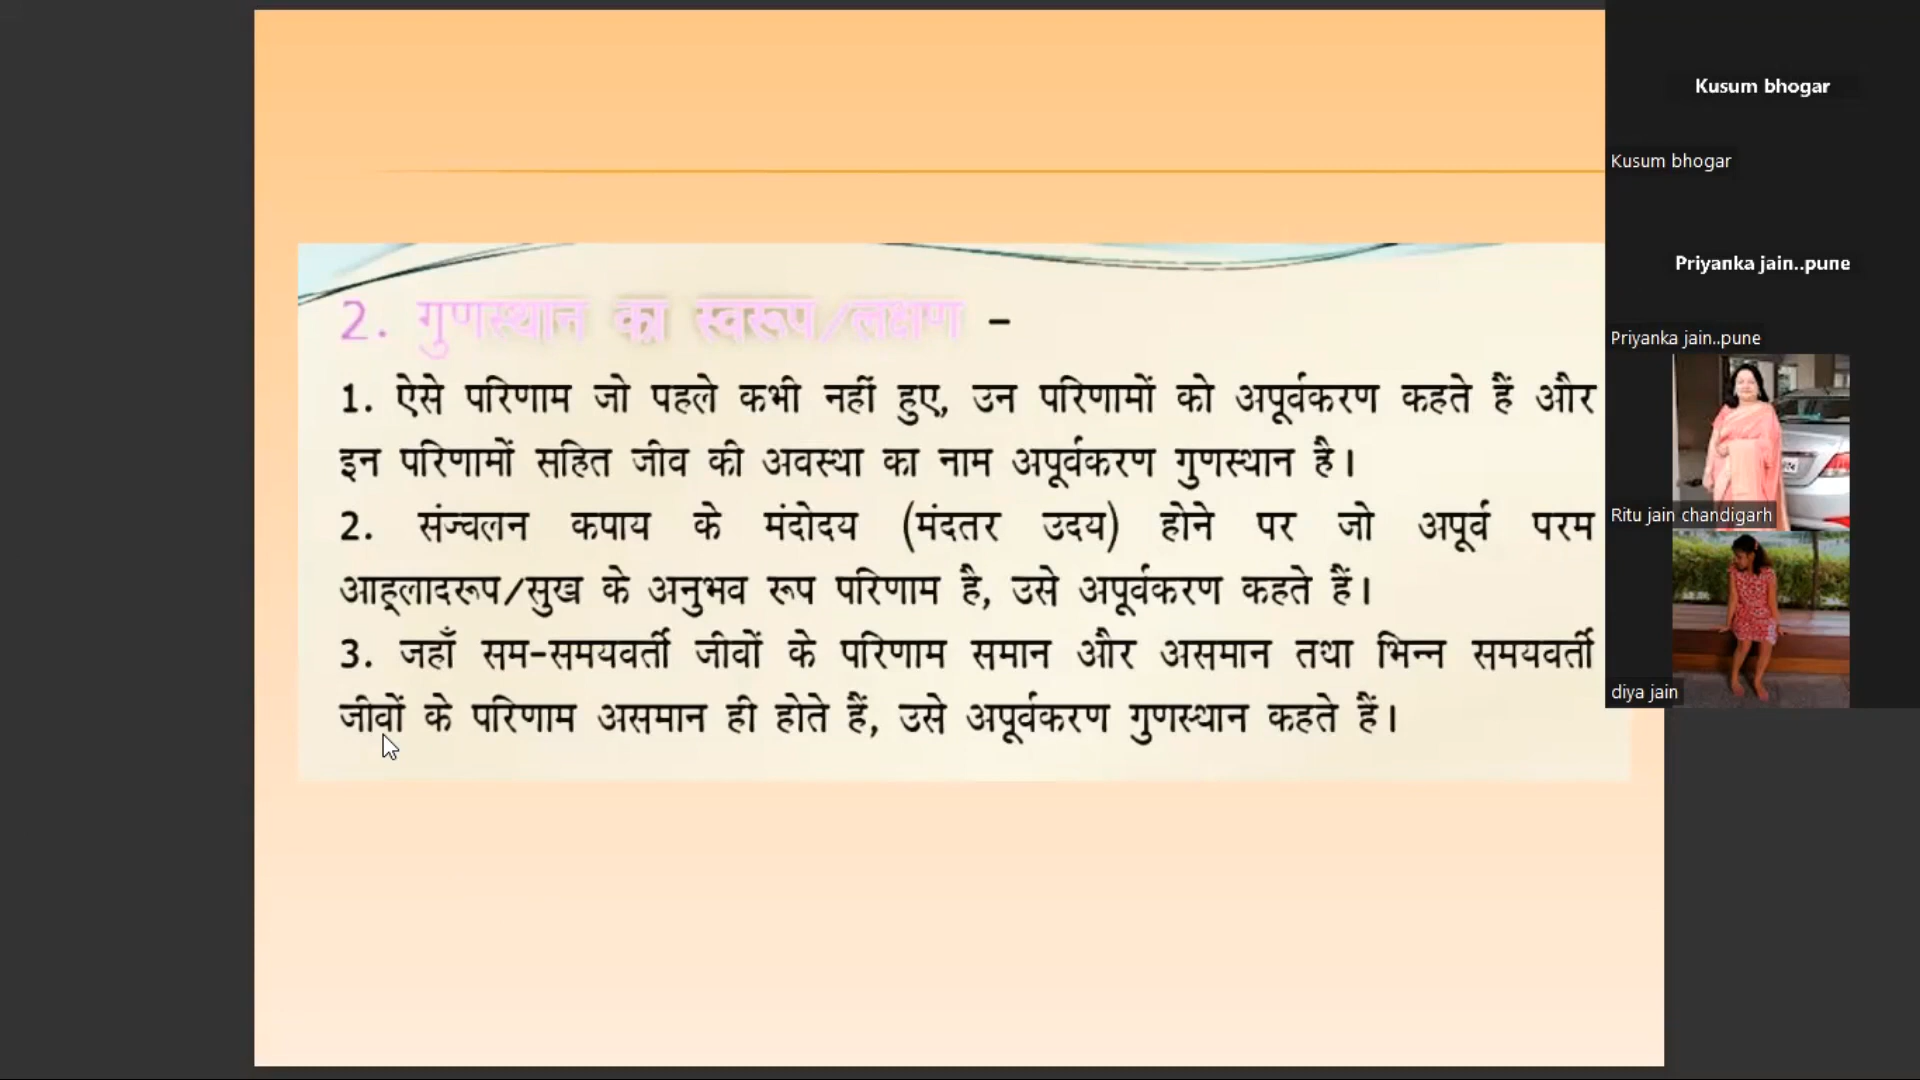 2. गुणस्थान का स्वरूप/लक्षण –
1. ऐसे परिणाम जो पहले कभी नहीं हुए, उन परिणामों को अपूर्वकरण कहते हैं और
इन परिणामों सहित जीव की अवस्था का नाम अपूर्वकरण गुणस्थान है।
2. संज्वलन कपाय के मंदोदय (मंदतर उदय) होने पर जो अपूर्व परम
आह्लादरूप/सुख के अनुभव रूप परिणाम है, उसे अपूर्वकरण कहते हैं।
3. जहाँ सम-समयवर्ती जीवों के परिणाम समान और असमान तथा भिन्न समयवर्ती
जीवों के परिणाम असमान ही होते हैं, उसे अपूर्वकरण गुणस्थान कहते हैं।
Kusum bhogar
Kusum bhogar
Priyanka jain..pune
Priyanka jain..pune
Ritu jain chandigarh
diya jain